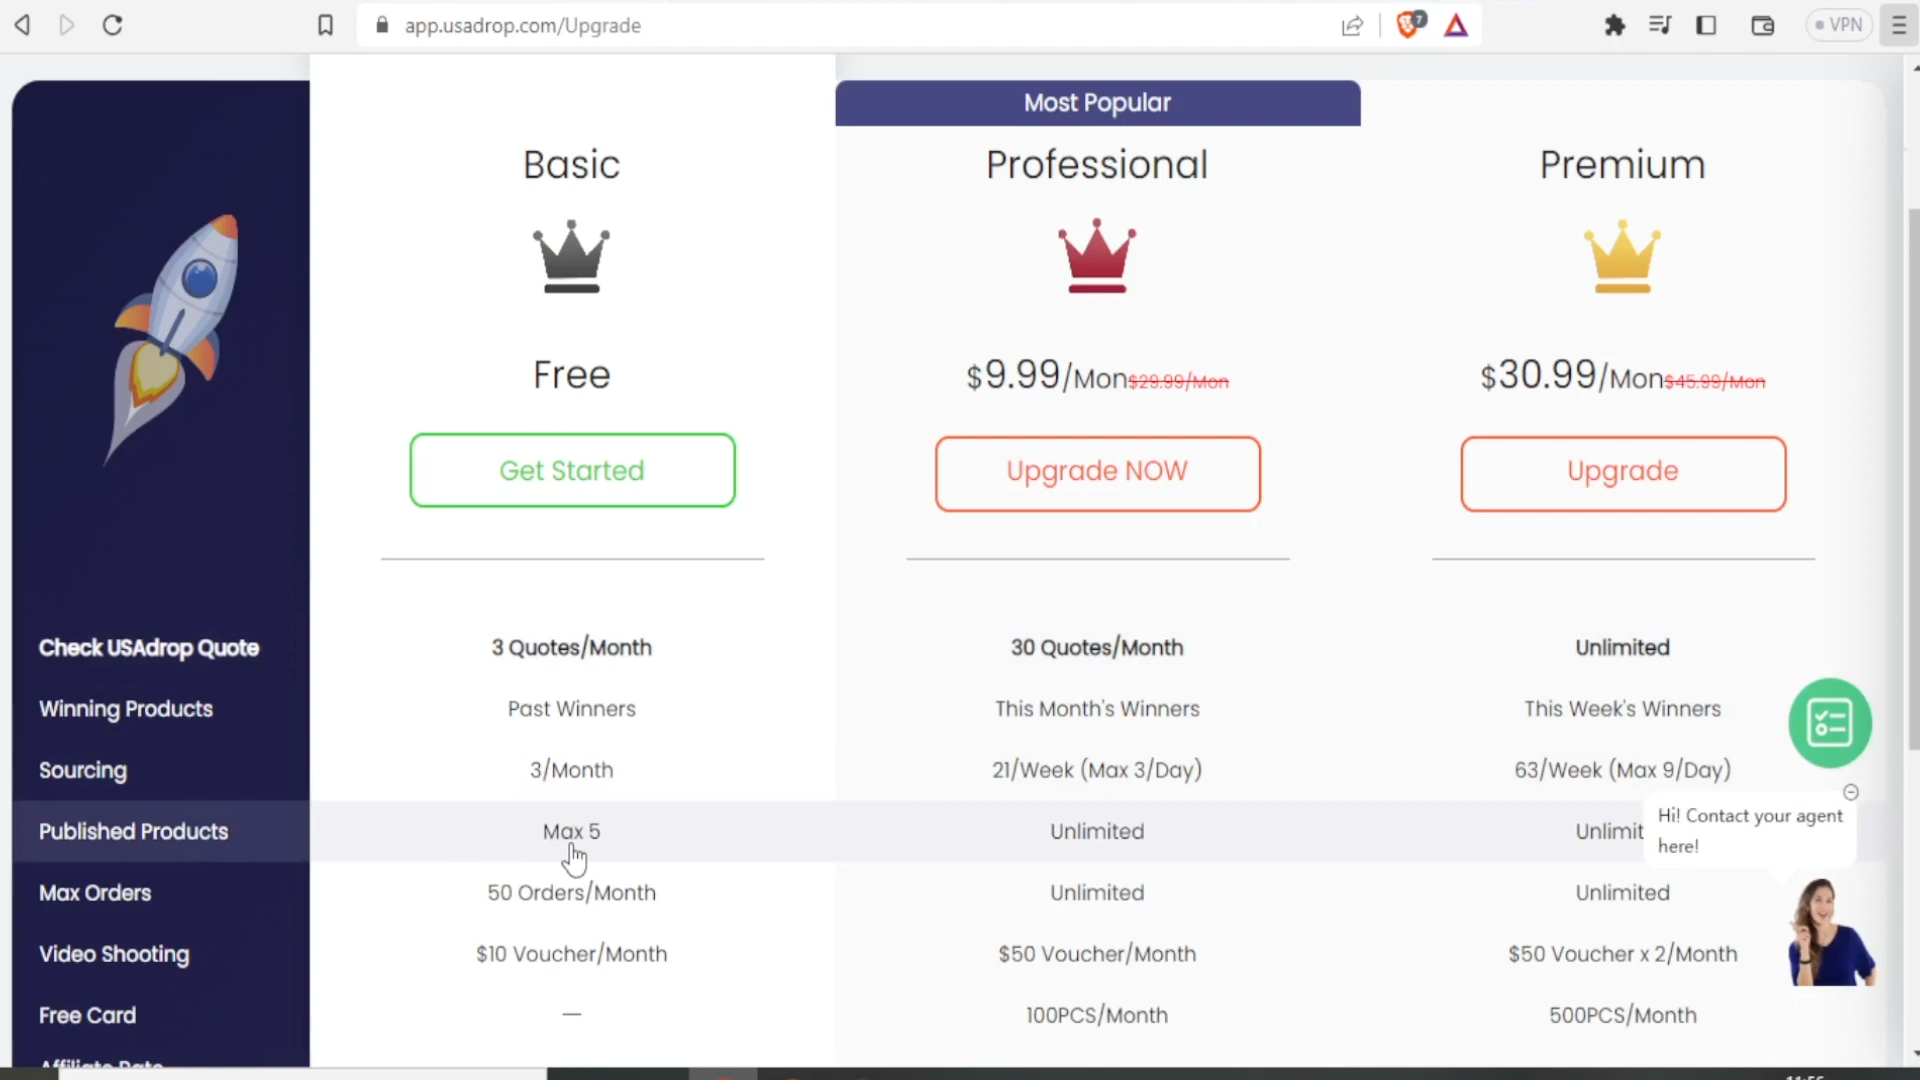 app.usadrop.com/Upgrade
7
VPN
Most Popular
Basic
Professional
Premium
Free
$9.99/Mon$29.99/Mon
$30.99/Mon$45.99/Mon
Get Started
Upgrade NOW
Upgrade
Check USAdrop Quote
3 Quotes/Month
30 Quotes/Month
Unlimited
Winning Products
Past Winners
This Month's Winners
This Week's Winners
Sourcing
3/Month
21/Week (Max 3/Day)
63/Week (Max 9/Day)
Published Products
Max 5
Unlimited
Unlimit
Hi! Contact your agent
here!
Max Orders
50 Orders/Month
Unlimited
Unlimited
Video Shooting
$10 Voucher/Month
$50 Voucher/Month
$50 Voucher x 2/Month
Free Card
—
100PCS/Month
500PCS/Month
Affiliate Rate